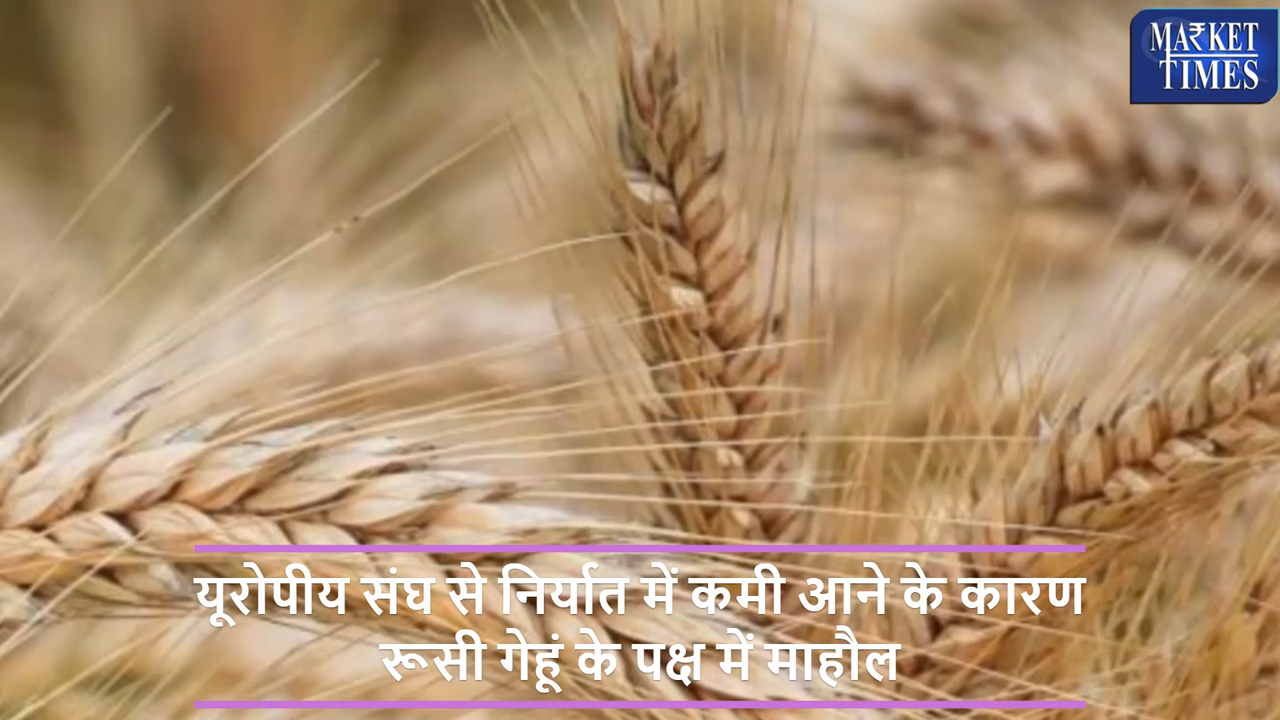 MA₹KET
TIMES
यूरोपीय संघ से निर्यात में कमी आने के कारण
रूसी गेहूं के पक्ष में माहौल